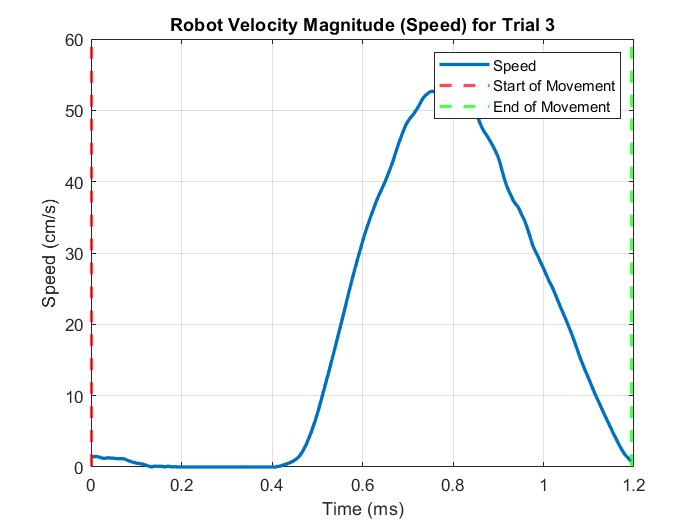 Robot Velocity Magnitude (Speed) for Trial 3
60
50
40
30
20
10
0
Speed (cm/s)
Speed
Start of Movement
End of Movement
0 0.2 0.4 0.6 0.8 1 1.2
Time (ms)